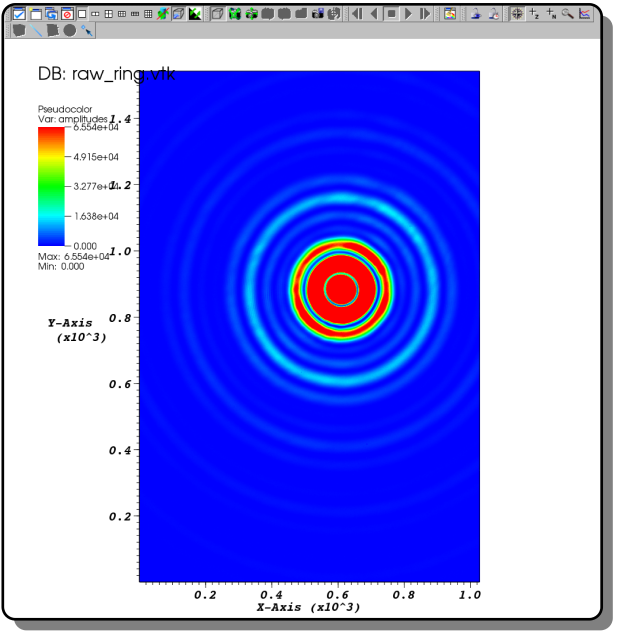 DB: raw_ring.vtk
Pseudocolor
Var: amplitudes
6.554e+04
4.915e+04
3.277e+04
1.638e+04
0.000
Max: 6.554e+04
Min: 0.000
1.4
1.2
1.0
0.8
0.6
0.4
0.2
Y-Axis
(x10^3)
0.2 0.4 0.6 0.8 1.0
X-Axis (x10^3)